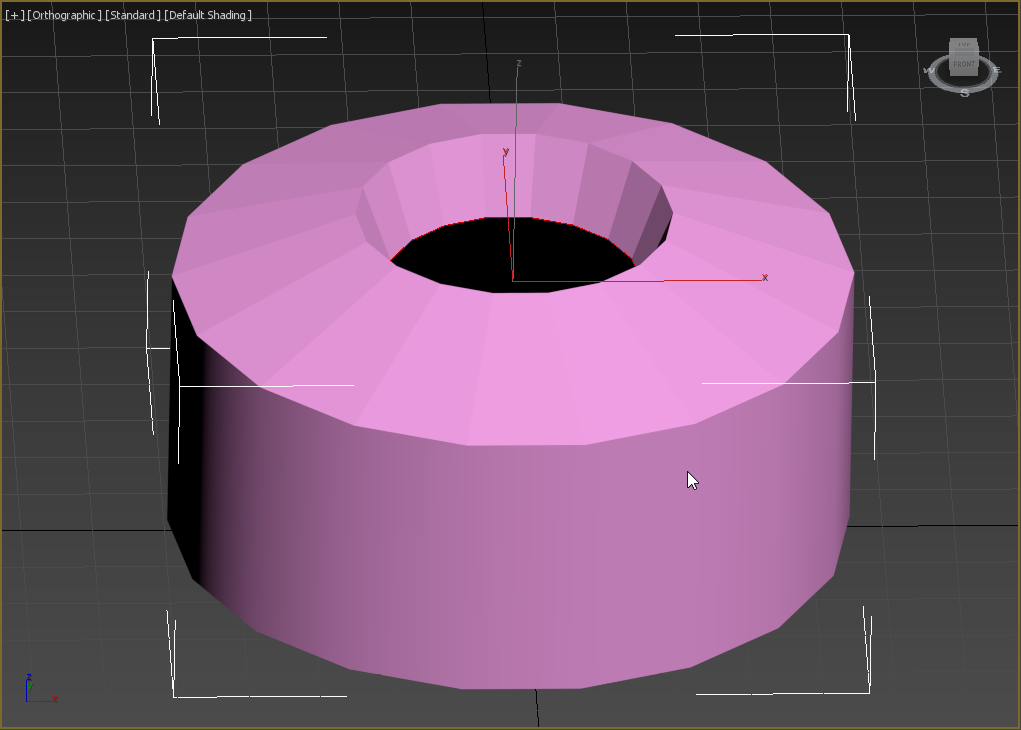 [+] [Orthographic] [Standard] [Default Shading]
z
TOP
W FRONT E
S
y
x
z
y
x